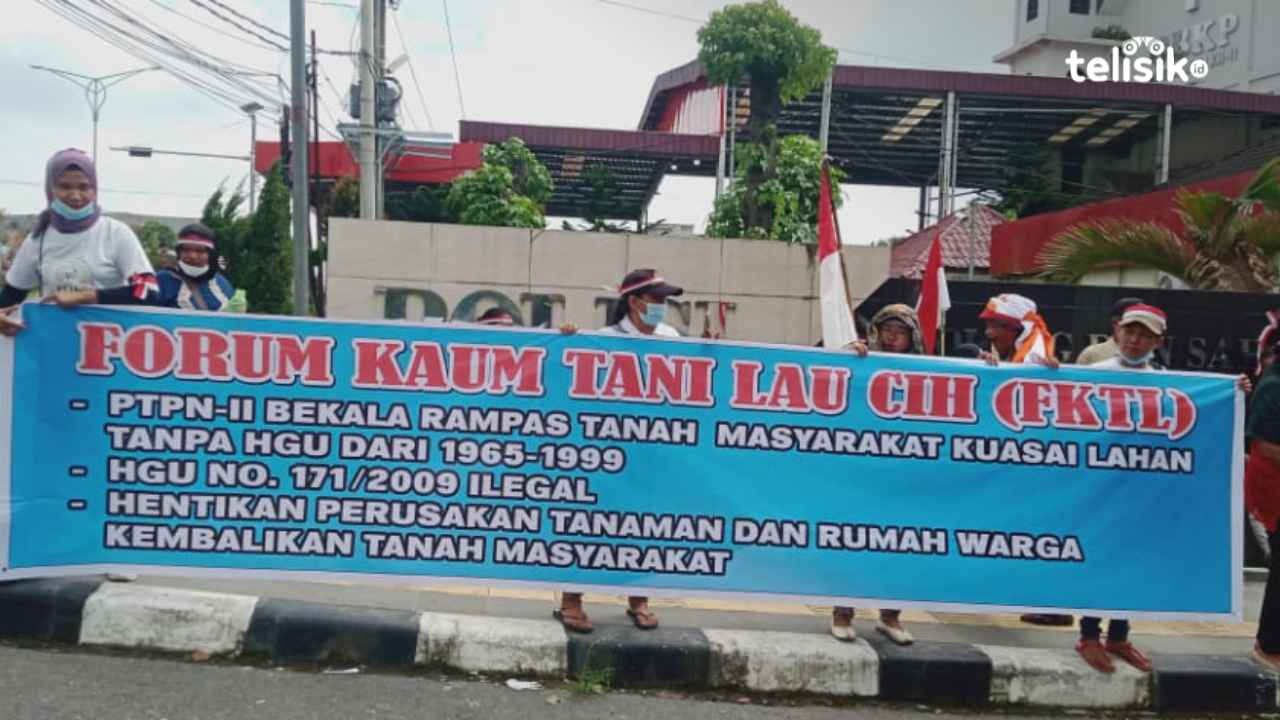 telisik.id
BKP
FORUM KAUM TANI LAU CIH (FKTL)
- PTPN-II BEKALA RAMPAS TANAH MASYARAKAT KUASAI LAHAN
TANPA HGU DARI 1965-1999
- HGU NO. 171/2009 ILEGAL
- HENTIKAN PERUSAKAN TANAMAN DAN RUMAH WARGA
KEMBALIKAN TANAH MASYARAKAT